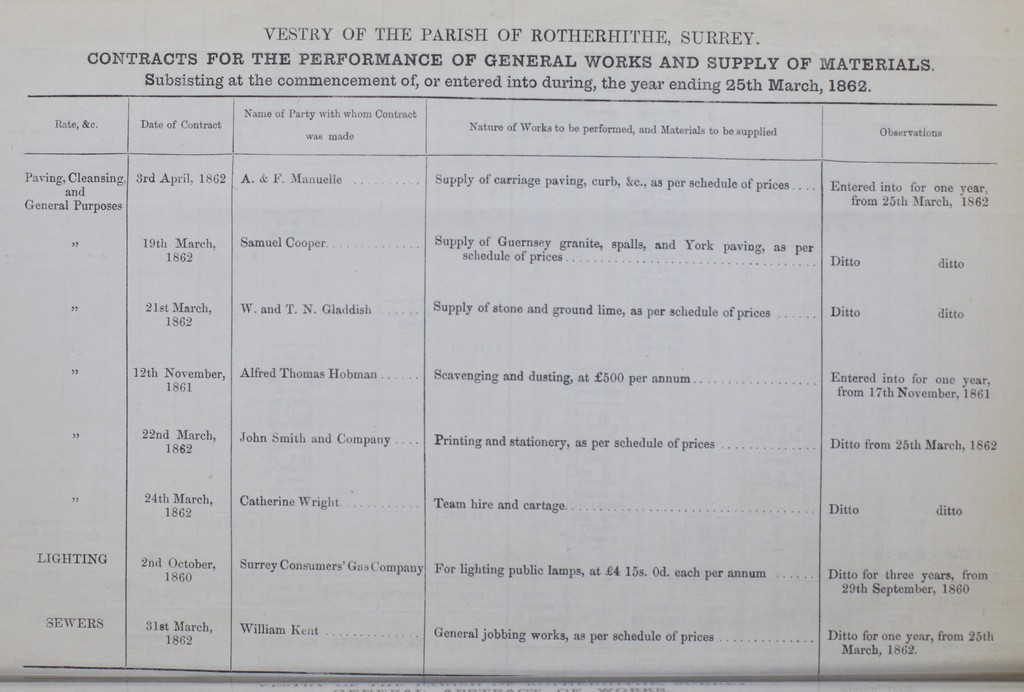 VESTRY OF THE PARISH OF ROTHERHITHE, SURREY.
CONTRACTS FOR THE PERFORMANCE OF GENERAL WORKS AND SUPPLY OF MATERIALS.
Subsisting at the commencement of, or entered into during, the year ending 25th March, 1862.
Rate, &c.
Date of Contract
Name of Party with whom Contract
was made
Nature of Works to be performed, and Materials to be supplied
Observations
Paving, Cleansing,
and
General Purposes
3rd April, 1862
A. & F. Manuelle ........
Supply of carriage paving, curb, &c., as per schedule of prices ....
Entered into for one year,
from 25th March, 1862
”
19th March,
1862
Samuel Cooper............
Supply of Guernsey granite, spalls, and York paving, as per
schedule of prices ....................................
Ditto ditto
”
21st March,
1862
W. and T. N. Gladdish ......
Supply of stone and ground lime, as per schedule of prices ......
Ditto ditto
”
12th November,
1861
Alfred Thomas Hobman ......
Scavenging and dusting, at £500 per annum ..................
Entered into for one year,
from 17th November, 1861
”
22nd March,
1862
John Smith and Company ....
Printing and stationery, as per schedule of prices ..............
Ditto from 25th March, 1862
”
24th March,
1862
Catherine Wright ..........
Team hire and cartage....................................
Ditto ditto
LIGHTING
2nd October,
1860
Surrey Consumers' Gas Company
For lighting public lamps, at £4 15s. 0d. each per annum ......
Ditto for three years, from
29th September, 1860
SEWERS
31st March,
1862
William Kent ............
General jobbing works, as per schedule of prices ..............
Ditto for one year, from 25th
March, 1862.
GENERAL ABSTRACT OF WORKS.